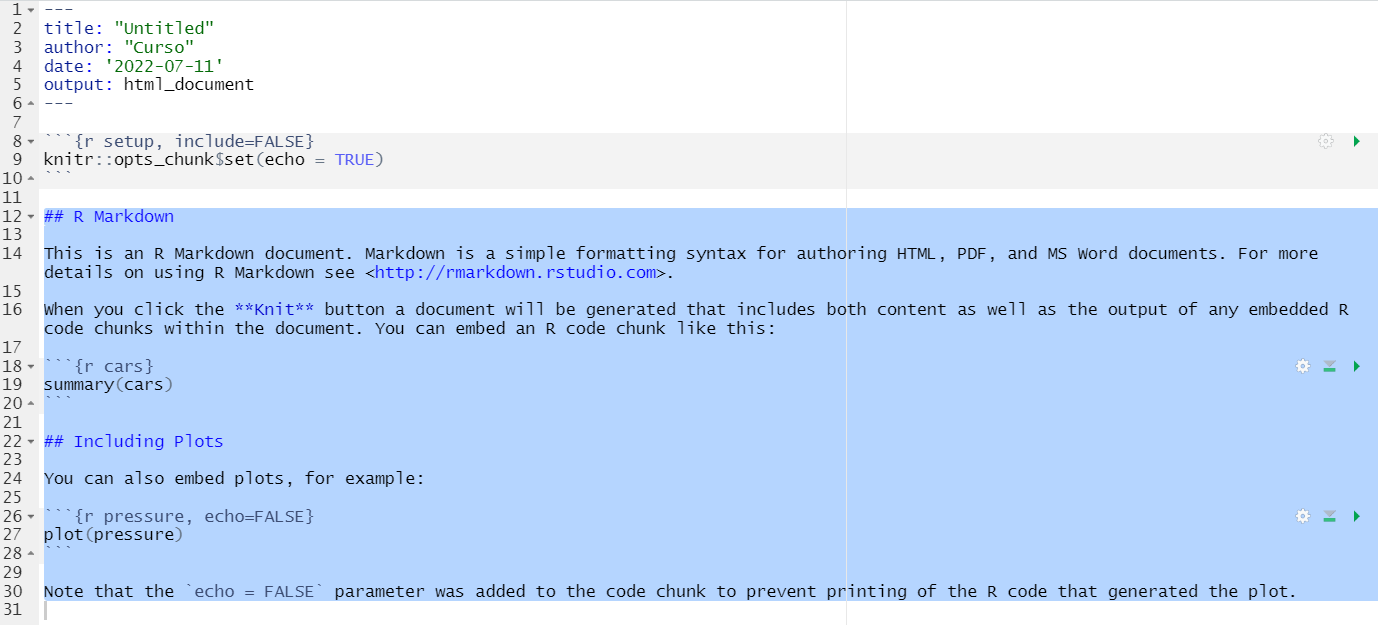 1 ---
2 title: "Untitled"
3 author: "Curso"
4 date: '2022-07-11'
5 output: html_document
6 ---
7
8 ```{r setup, include=FALSE}
9 knitr::opts_chunk$set(echo = TRUE)
10 ```
11
12 ## R Markdown
13
14 This is an R Markdown document. Markdown is a simple formatting syntax for authoring HTML, PDF, and MS Word documents. For more
details on using R Markdown see <http://rmarkdown.rstudio.com>.
15
16 When you click the **Knit** button a document will be generated that includes both content as well as the output of any embedded R
code chunks within the document. You can embed an R code chunk like this:
17
18 ```{r cars}
19 summary(cars)
20 ```
21
22 ## Including Plots
23
24 You can also embed plots, for example:
25
26 ```{r pressure, echo=FALSE}
27 plot(pressure)
28 ```
29
30 Note that the `echo = FALSE` parameter was added to the code chunk to prevent printing of the R code that generated the plot.
31